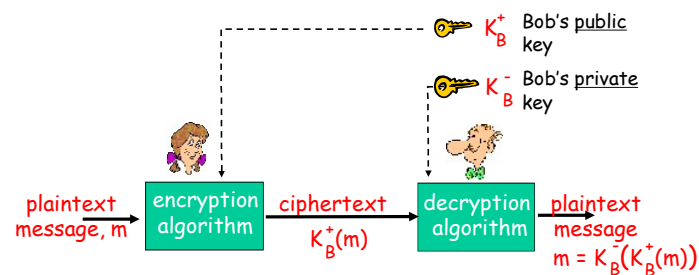 K_B^+ Bob's public
key
K_B^- Bob's private
key
plaintext
message, m
encryption
algorithm
ciphertext
K_B^+(m)
decryption
algorithm
plaintext
message
m = K_B^-(K_B^+(m))